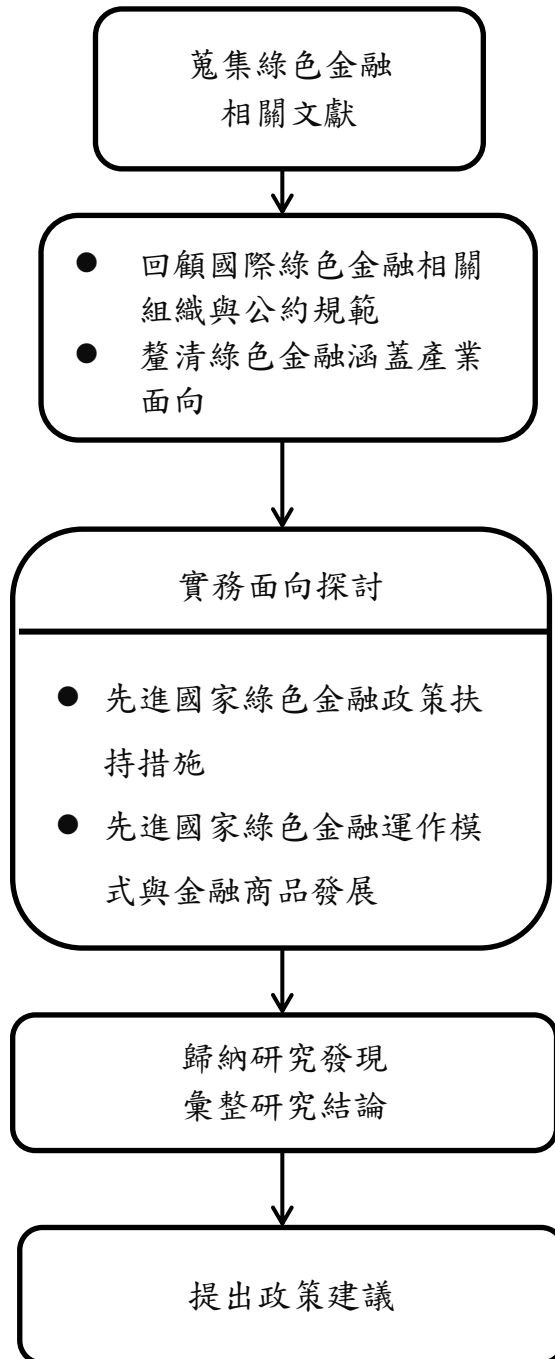 蒐集綠色金融
相關文獻
● 回顧國際綠色金融相關
組織與公約規範
● 釐清綠色金融涵蓋產業
面向
實務面向探討
● 先進國家綠色金融政策扶
持措施
● 先進國家綠色金融運作模
式與金融商品發展
歸納研究發現
彙整研究結論
提出政策建議